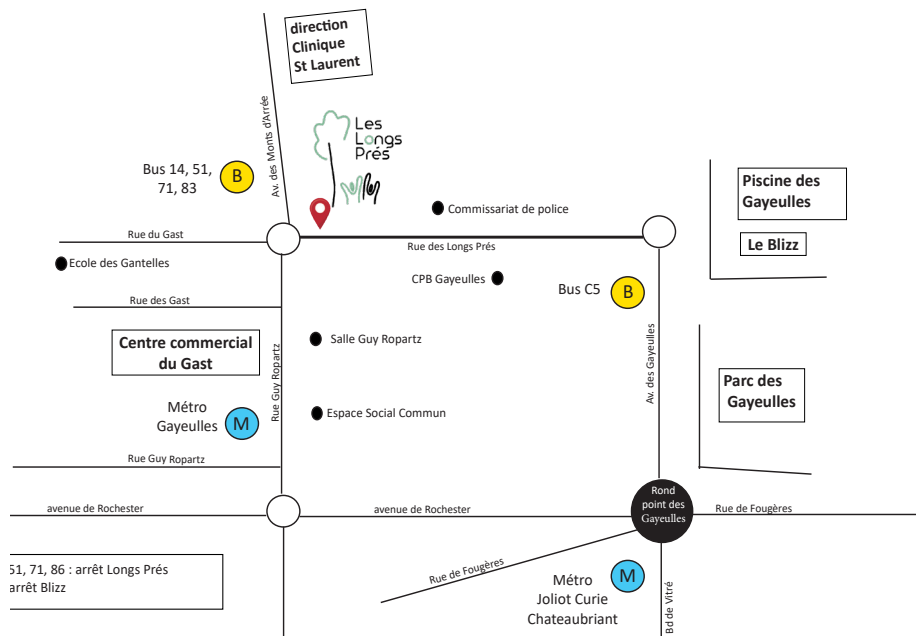 direction
Clinique
St Laurent
Av. des Monts d'Arrée
Les
Longs
Prés
Bus 14, 51,
71, 83
B
Commissariat de police
Piscine des
Gayeulles
Le Blizz
Rue du Gast
Rue des Longs Prés
Ecole des Gantelles
CPB Gayeulles
Bus C5
B
Rue des Gast
Centre commercial
du Gast
Salle Guy Ropartz
Rue Guy Ropartz
Av. des Gayeulles
Parc des
Gayeulles
Métro
Gayeulles
M
Espace Social Commun
Rue Guy Ropartz
avenue de Rochester
avenue de Rochester
Rond
point des
Gayeulles
Rue de Fougères
51, 71, 86 : arrêt Longs Prés
arrêt Blizz
Rue de Fougères
Métro
Joliot Curie
Chateaubriant
M
Bd de Vitré